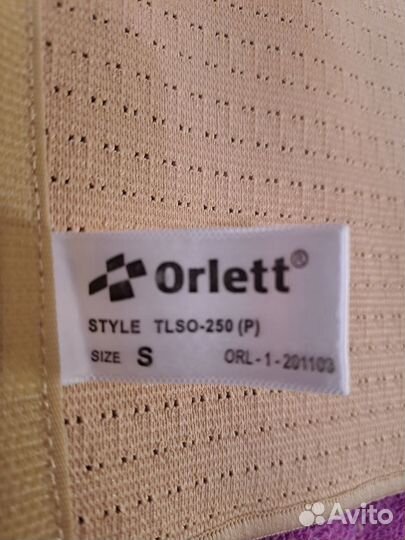 Orlett®
STYLE TLSO-250 (P)
SIZE S ORL-1-201103
Avito